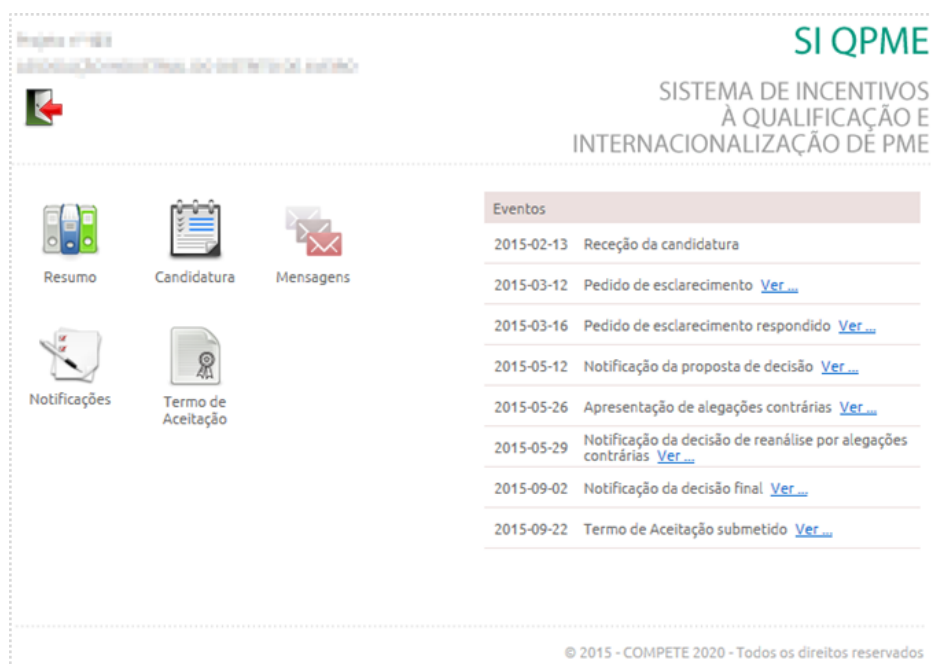 SI QPME
SISTEMA DE INCENTIVOS
À QUALIFICAÇÃO E
INTERNACIONALIZAÇÃO DE PME
Resumo
Candidatura
Mensagens
Notificações
Termo de
Aceitação
Eventos
2015-02-13 Receção da candidatura
2015-03-12 Pedido de esclarecimento Ver ...
2015-03-16 Pedido de esclarecimento respondido Ver ...
2015-05-12 Notificação da proposta de decisão Ver ...
2015-05-26 Apresentação de alegações contrárias Ver ...
2015-05-29 Notificação da decisão de reanálise por alegações
contrárias Ver ...
2015-09-02 Notificação da decisão final Ver ...
2015-09-22 Termo de Aceitação submetido Ver ...
© 2015 - COMPETE 2020 - Todos os direitos reservados